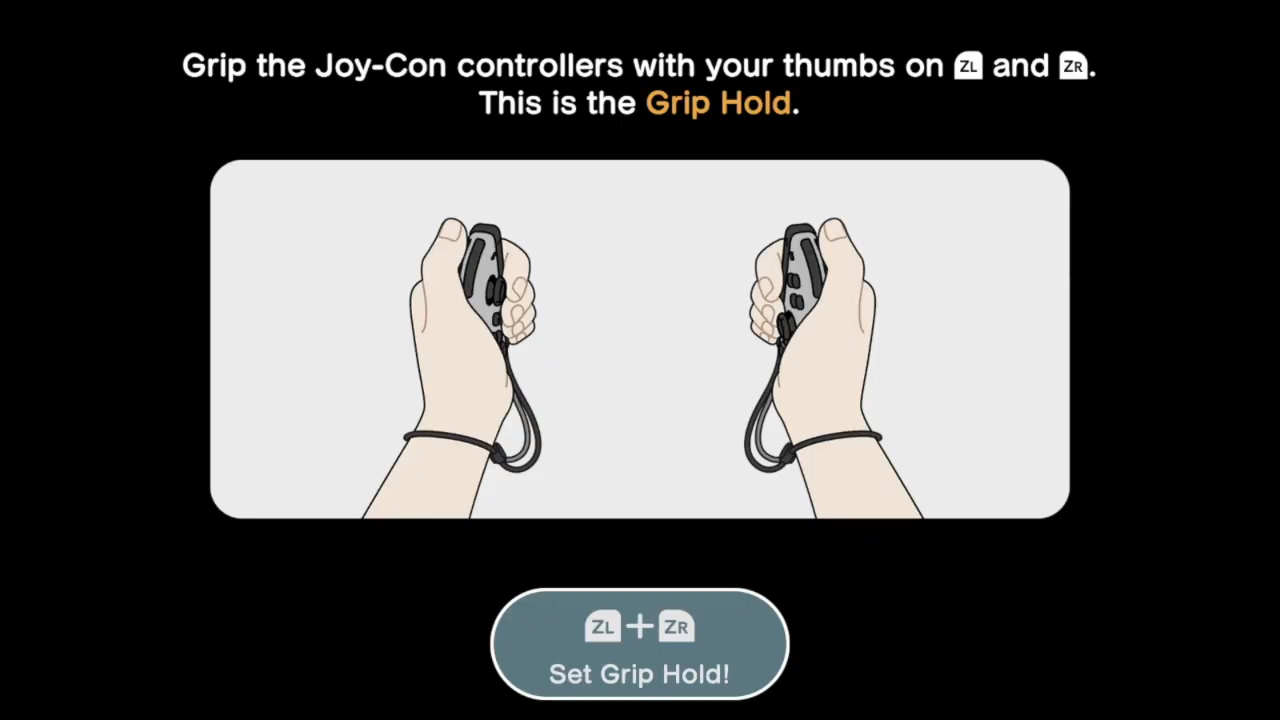 Grip the Joy-Con controllers with your thumbs on ZL and ZR.
This is the Grip Hold.
ZL+ZR
Set Grip Hold!